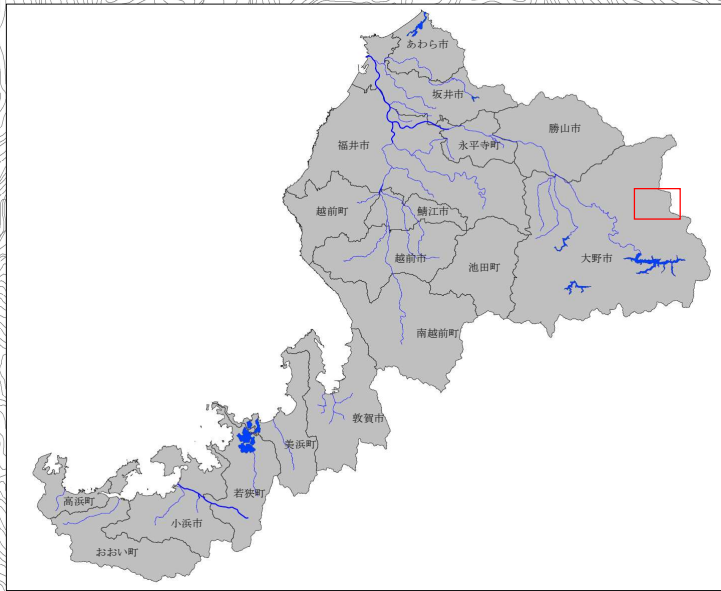 あわら市
坂井市
勝山市
福井市
永平寺町
越前町
鯖江市
越前市
池田町
大野市
南越前町
敦賀市
美浜町
若狭町
高浜町
小浜市
おおい町